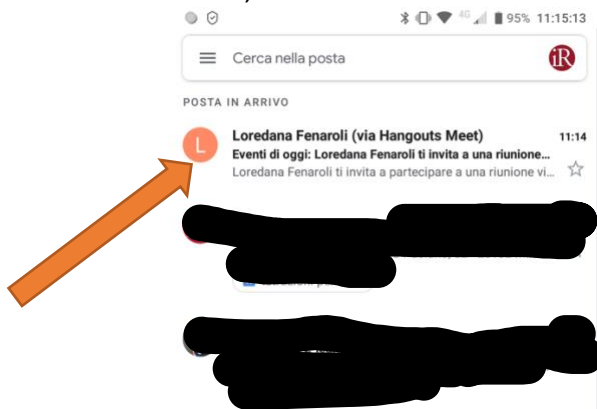 4G 95% 11:15:13
Cerca nella posta
iR
POSTA IN ARRIVO
L
Loredana Fenaroli (via Hangouts Meet) 11:14
Eventi di oggi: Loredana Fenaroli ti invita a una riunione...
Loredana Fenaroli ti invita a partecipare a una riunione vi...